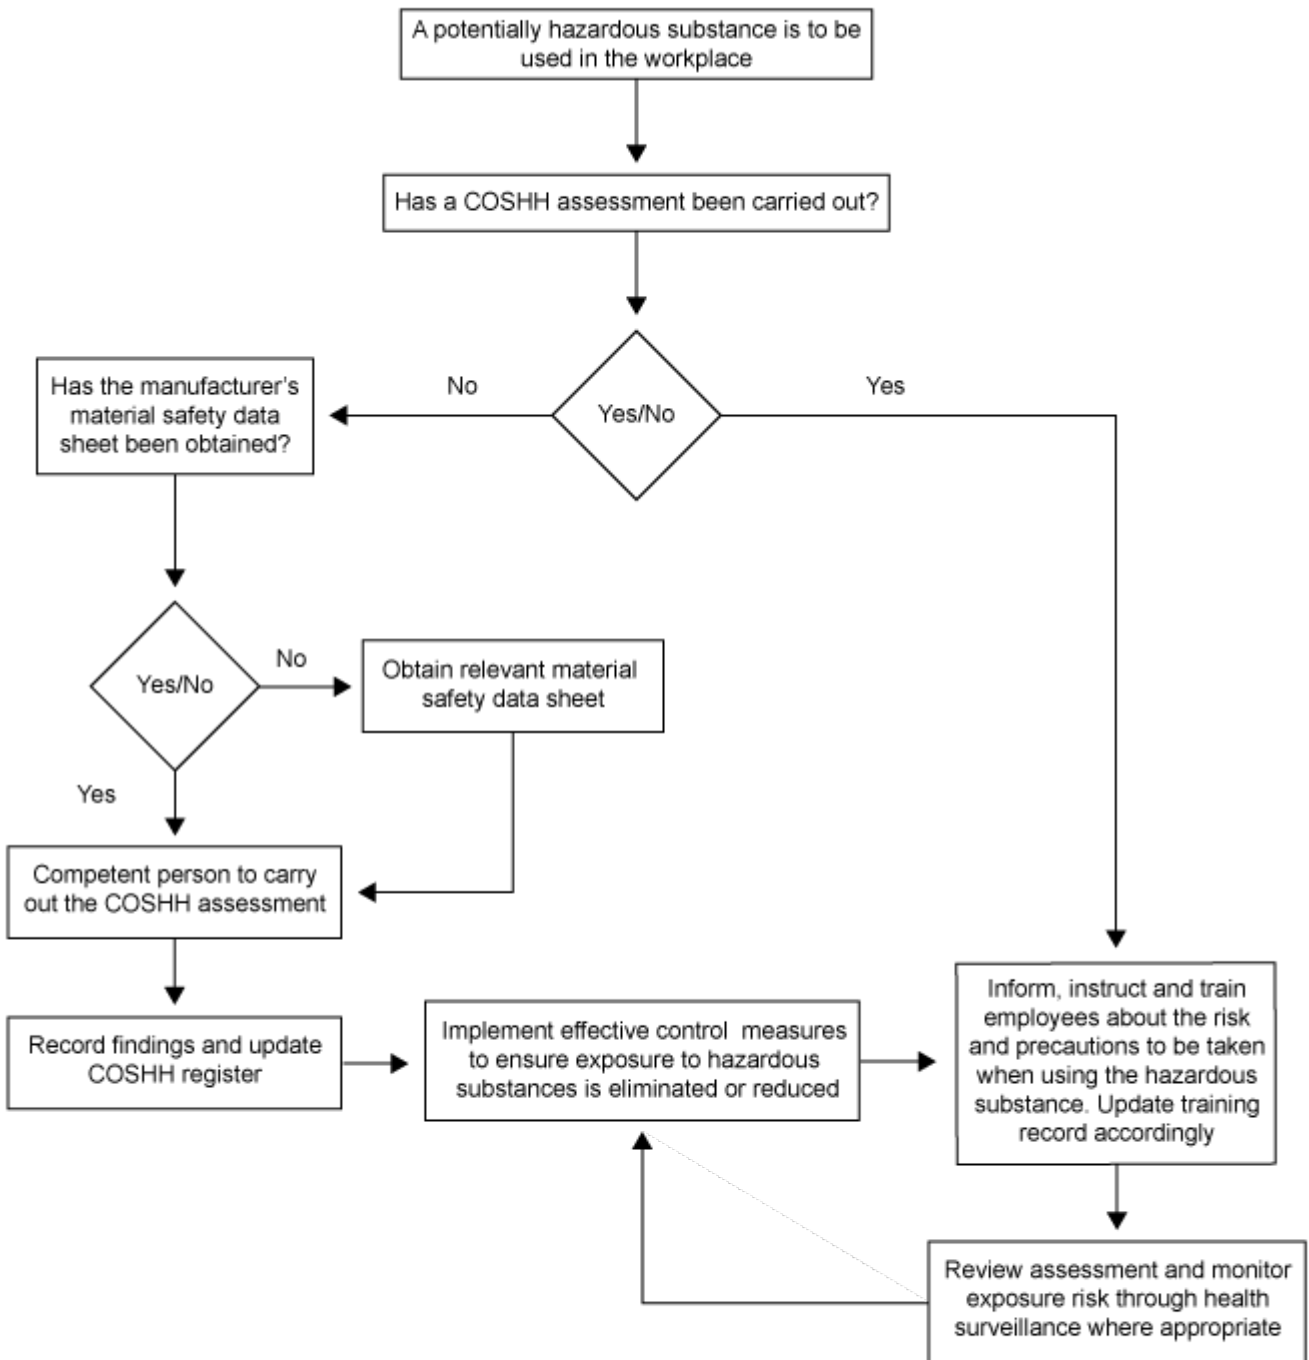 A potentially hazardous substance is to be
used in the workplace
Has a COSHH assessment been carried out?
Has the manufacturer's
material safety data
sheet been obtained?
No
Yes/No
Yes
Yes/No
No
Obtain relevant material
safety data sheet
Yes
Competent person to carry
out the COSHH assessment
Record findings and update
COSHH register
Implement effective control measures
to ensure exposure to hazardous
substances is eliminated or reduced
Inform, instruct and train
employees about the risk
and precautions to be taken
when using the hazardous
substance. Update training
record accordingly
Review assessment and monitor
exposure risk through health
surveillance where appropriate